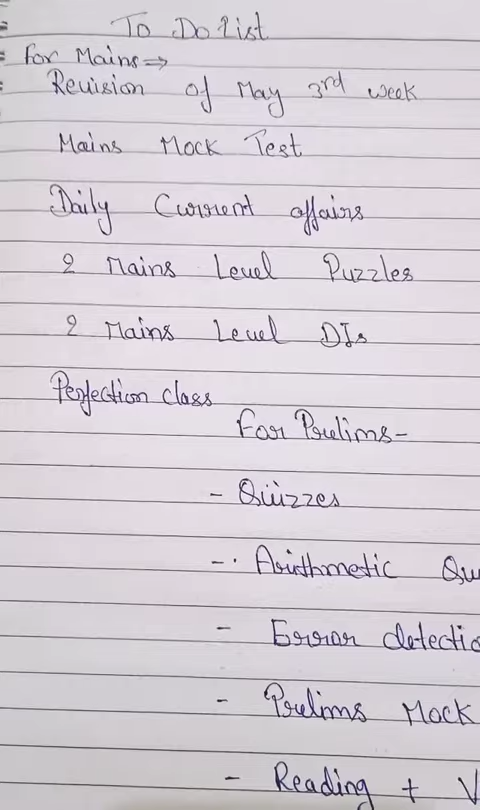 To Do list
For Mains ⇒
Revision of May 3rd week
Mains Mock Test
Daily Current affairs
2 Mains Level Puzzles
2 Mains Level DIs
Perfection class
For Prelims-
- Quizzes
-. Arithmetic
- Error
- Prelims Mock
- Reading +